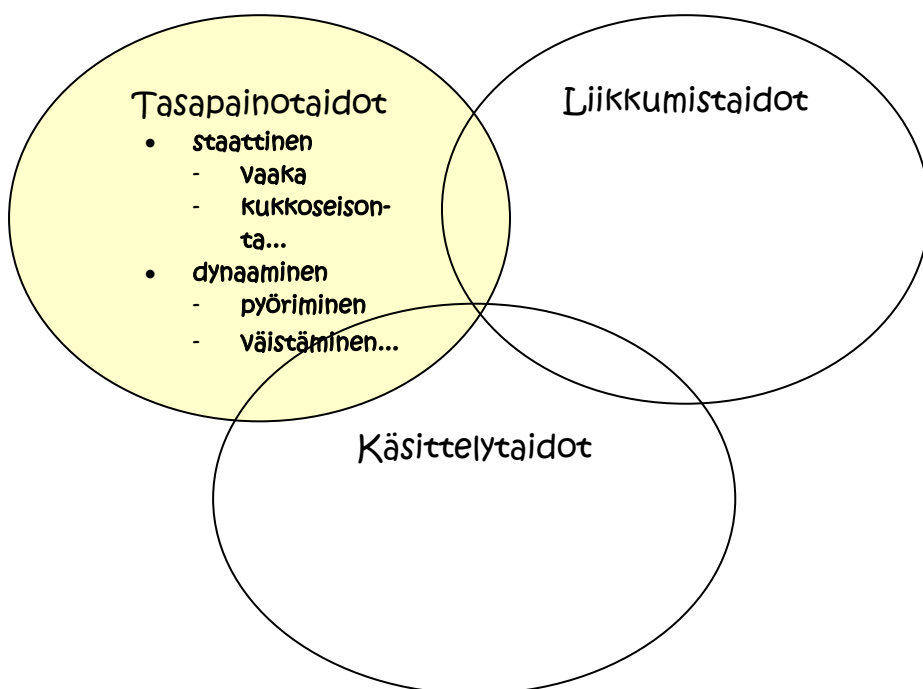 Tasapainotaidot
• staattinen
- vaaka
- kukkoseison-
ta...
• dynaaminen
- pyöriminen
- väistäminen...
Liikkumistaidot
Käsittelytaidot